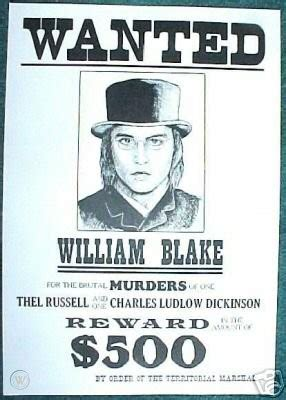 WANTED
WILLIAM BLAKE
FOR THE BRUTAL MURDERS OF ONE
THEL RUSSELL AND ONE CHARLES LUDLOW DICKINSON
REWARD IN THE AMOUNT OF
$500
BY ORDER OF THE TERRITORIAL MARSHAL